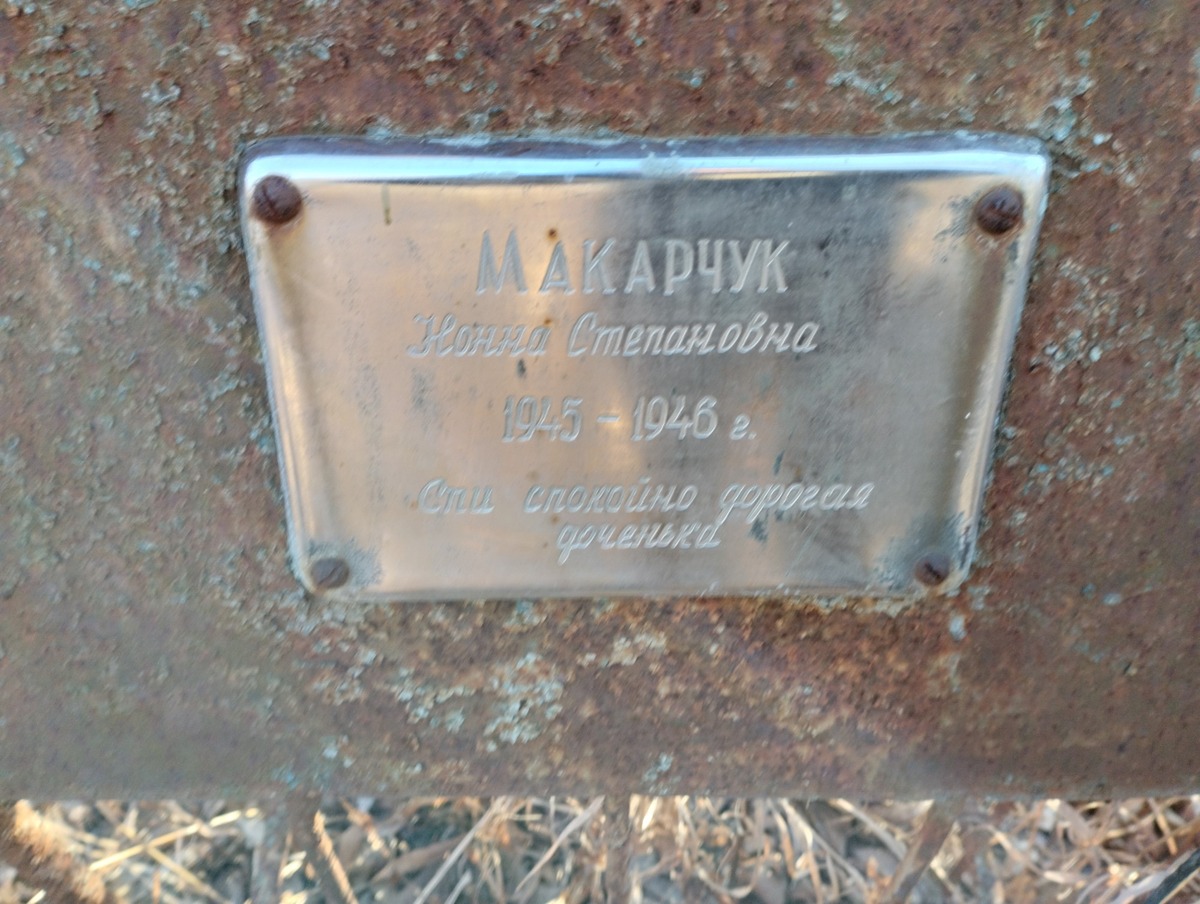 МАКАРЧУК
Нонна Степановна
1945 - 1946 г.
Спи спокойно дорогая
доченька